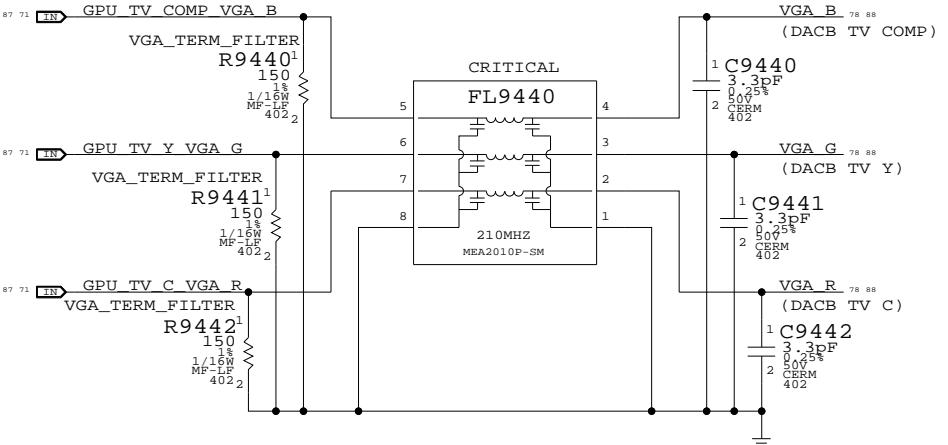 87 71 IN GPU_TV_COMP_VGA_B
VGA_TERM_FILTER
R9440
1
150
1%
1/16W
MF-LF
402
2
87 71 IN GPU_TV_Y_VGA_G
VGA_TERM_FILTER
R9441
1
150
1%
1/16W
MF-LF
402
2
87 71 IN GPU_TV_C_VGA_R
VGA_TERM_FILTER
R9442
1
150
1%
1/16W
MF-LF
402
2
CRITICAL
FL9440
5 4
6 3
7 2
8 1
210MHZ
MEA2010P-SM
VGA_B 78 88
(DACB TV COMP)
1 C9440
3.3pF
0.25%
2 50V
CERM
402
VGA_G 78 88
(DACB TV Y)
1 C9441
3.3pF
0.25%
2 50V
CERM
402
VGA_R 78 88
(DACB TV C)
1 C9442
3.3pF
0.25%
2 50V
CERM
402